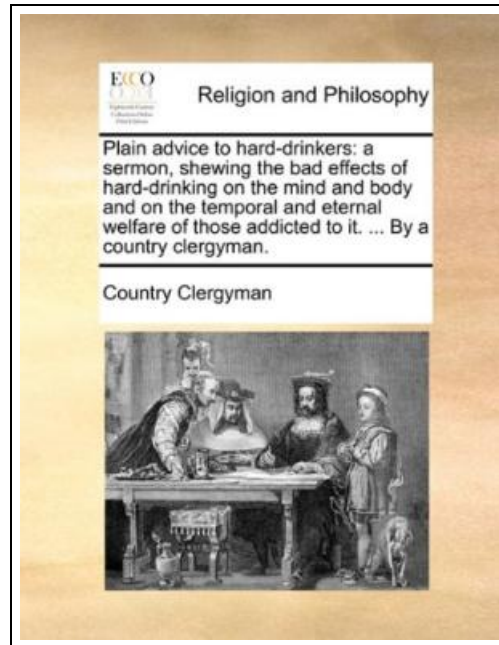 ECCO
Religion and Philosophy
Plain advice to hard-drinkers: a
sermon, shewing the bad effects of
hard-drinking on the mind and body
and on the temporal and eternal
welfare of those addicted to it. ... By a
country clergyman.
Country Clergyman